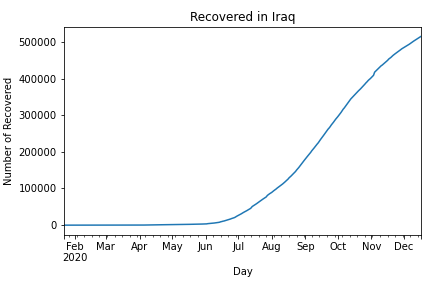 Recovered in Iraq
Number of Recovered
500000
400000
300000
200000
100000
0
Feb Mar Apr May Jun Jul Aug Sep Oct Nov Dec
2020
Day